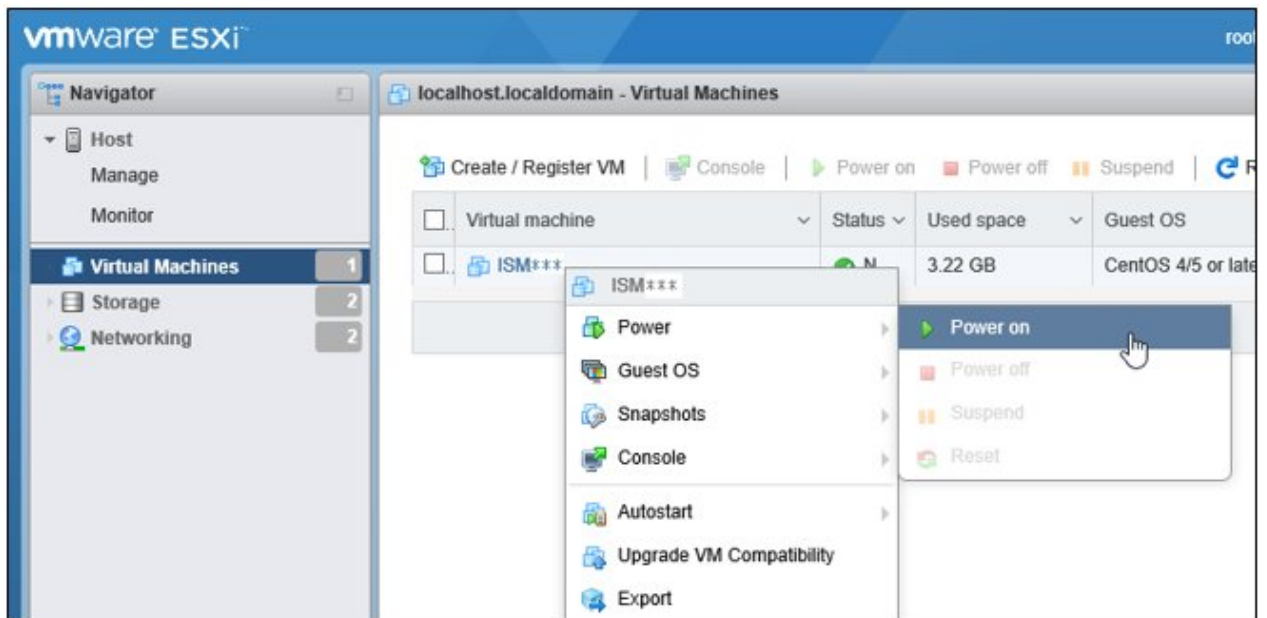 vmware ESXi™
root
Navigator
localhost.localdomain - Virtual Machines
Host
Manage
Monitor
Virtual Machines 1
Storage 2
Networking 2
Create / Register VM | Console | Power on Power off Suspend | R
Virtual machine Status Used space Guest OS
ISM*** N 3.22 GB CentOS 4/5 or late
ISM***
Power
Guest OS
Snapshots
Console
Autostart
Upgrade VM Compatibility
Export
Power on
Power off
Suspend
Reset